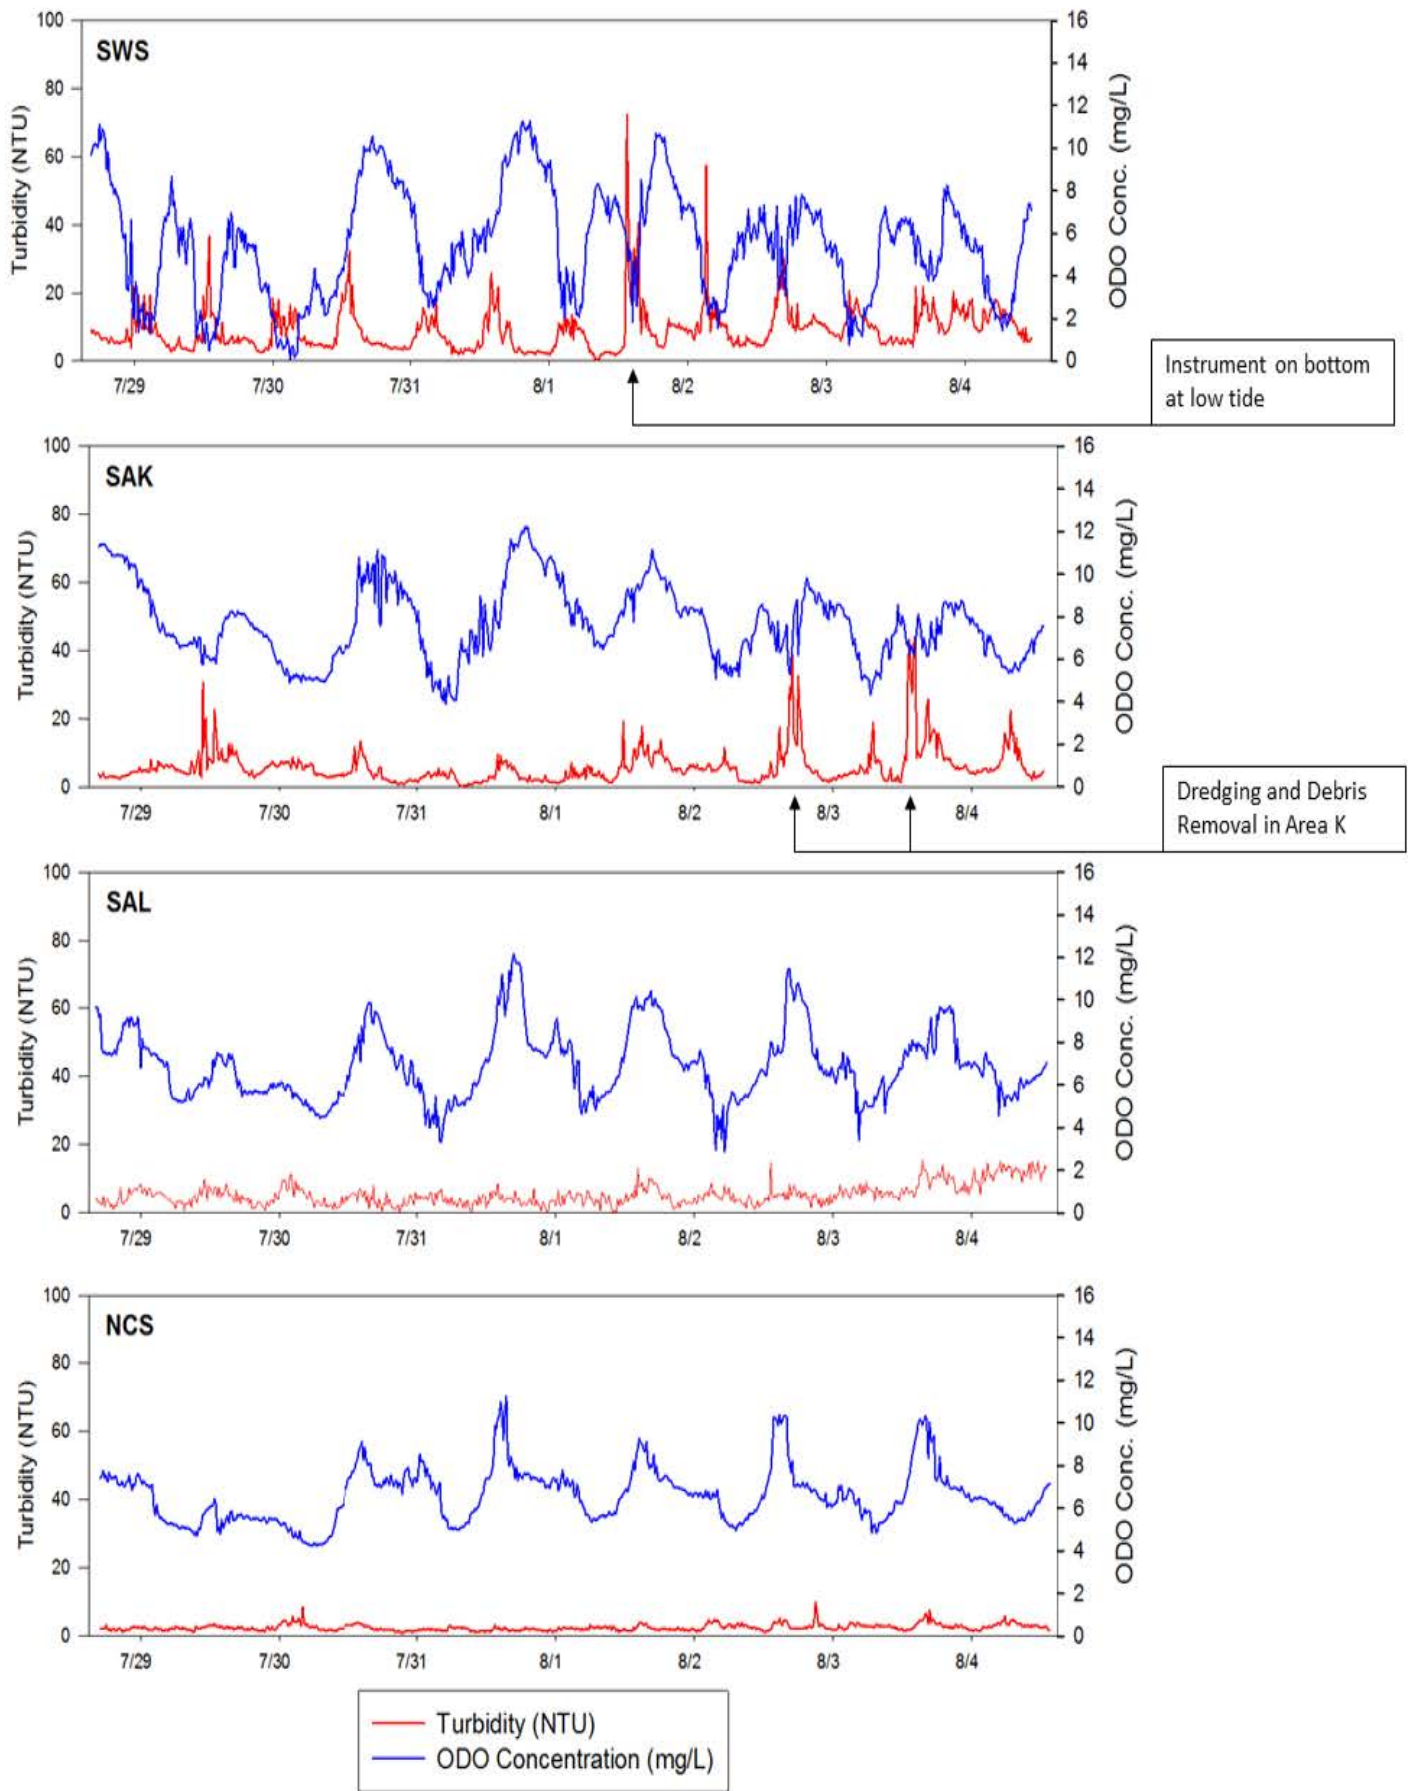 SWS
100
80
60
40
20
0
Turbidity (NTU)
16
14
12
10
8
6
4
2
0
ODO Conc. (mg/L)
7/29 7/30 7/31 8/1 8/2 8/3 8/4
Instrument on bottom
at low tide
SAK
100
80
60
40
20
0
Turbidity (NTU)
16
14
12
10
8
6
4
2
0
ODO Conc. (mg/L)
7/29 7/30 7/31 8/1 8/2 8/3 8/4
Dredging and Debris
Removal in Area K
SAL
100
80
60
40
20
0
Turbidity (NTU)
16
14
12
10
8
6
4
2
0
ODO Conc. (mg/L)
7/29 7/30 7/31 8/1 8/2 8/3 8/4
NCS
100
80
60
40
20
0
Turbidity (NTU)
16
14
12
10
8
6
4
2
0
ODO Conc. (mg/L)
7/29 7/30 7/31 8/1 8/2 8/3 8/4
Turbidity (NTU)
ODO Concentration (mg/L)